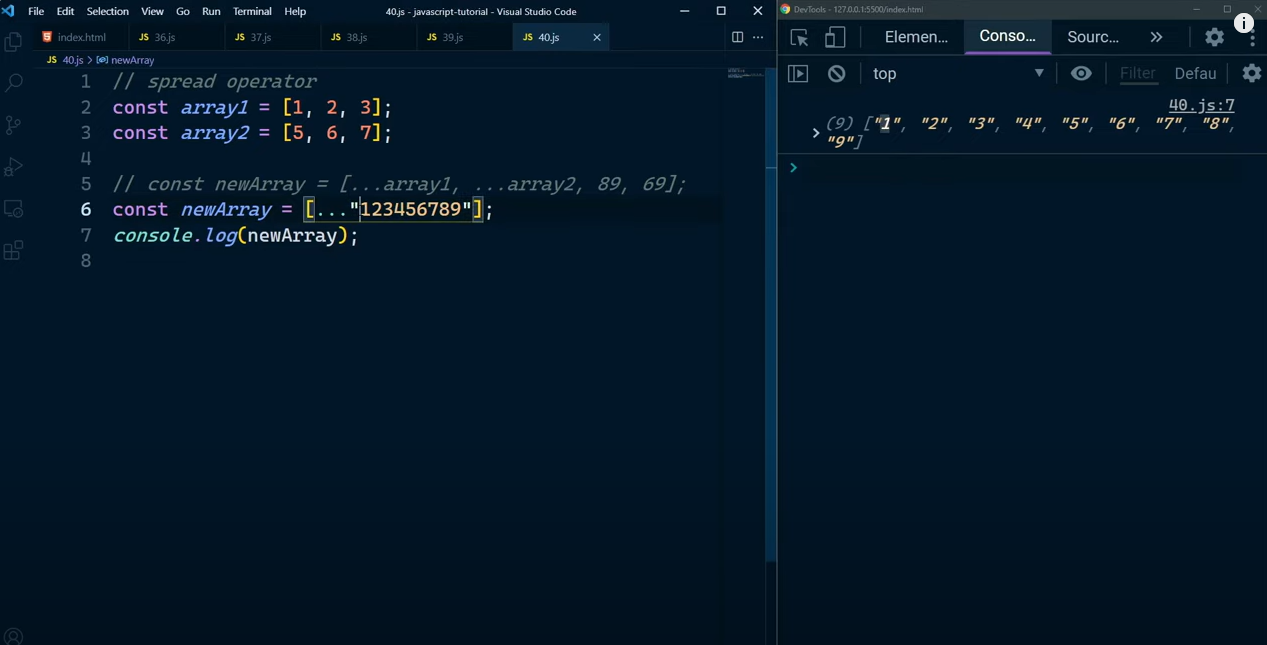 File Edit Selection View Go Run Terminal Help 40.js - javascript-tutorial - Visual Studio Code
index.html JS 36.js JS 37.js JS 38.js JS 39.js JS 40.js
JS 40.js > newArray
1 // spread operator
2 const array1 = [1, 2, 3];
3 const array2 = [5, 6, 7];
4
5 // const newArray = [...array1, ...array2, 89, 69];
6 const newArray = [..."123456789"];
7 console.log(newArray);
8
DevTools - 127.0.0.1:5500/index.html
Elemen... Conso... Sourc... »
top Filter Defau
40.js:7
(9) ["1", "2", "3", "4", "5", "6", "7", "8",
"9"]
>